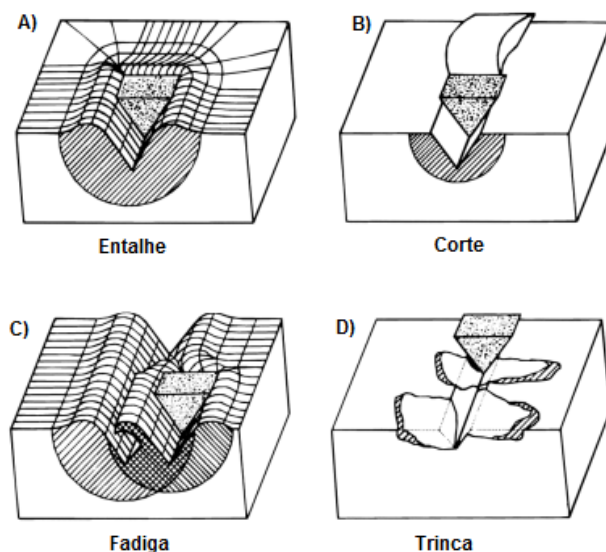 A)
B)
Entalhe
Corte
C)
D)
Fadiga
Trinca